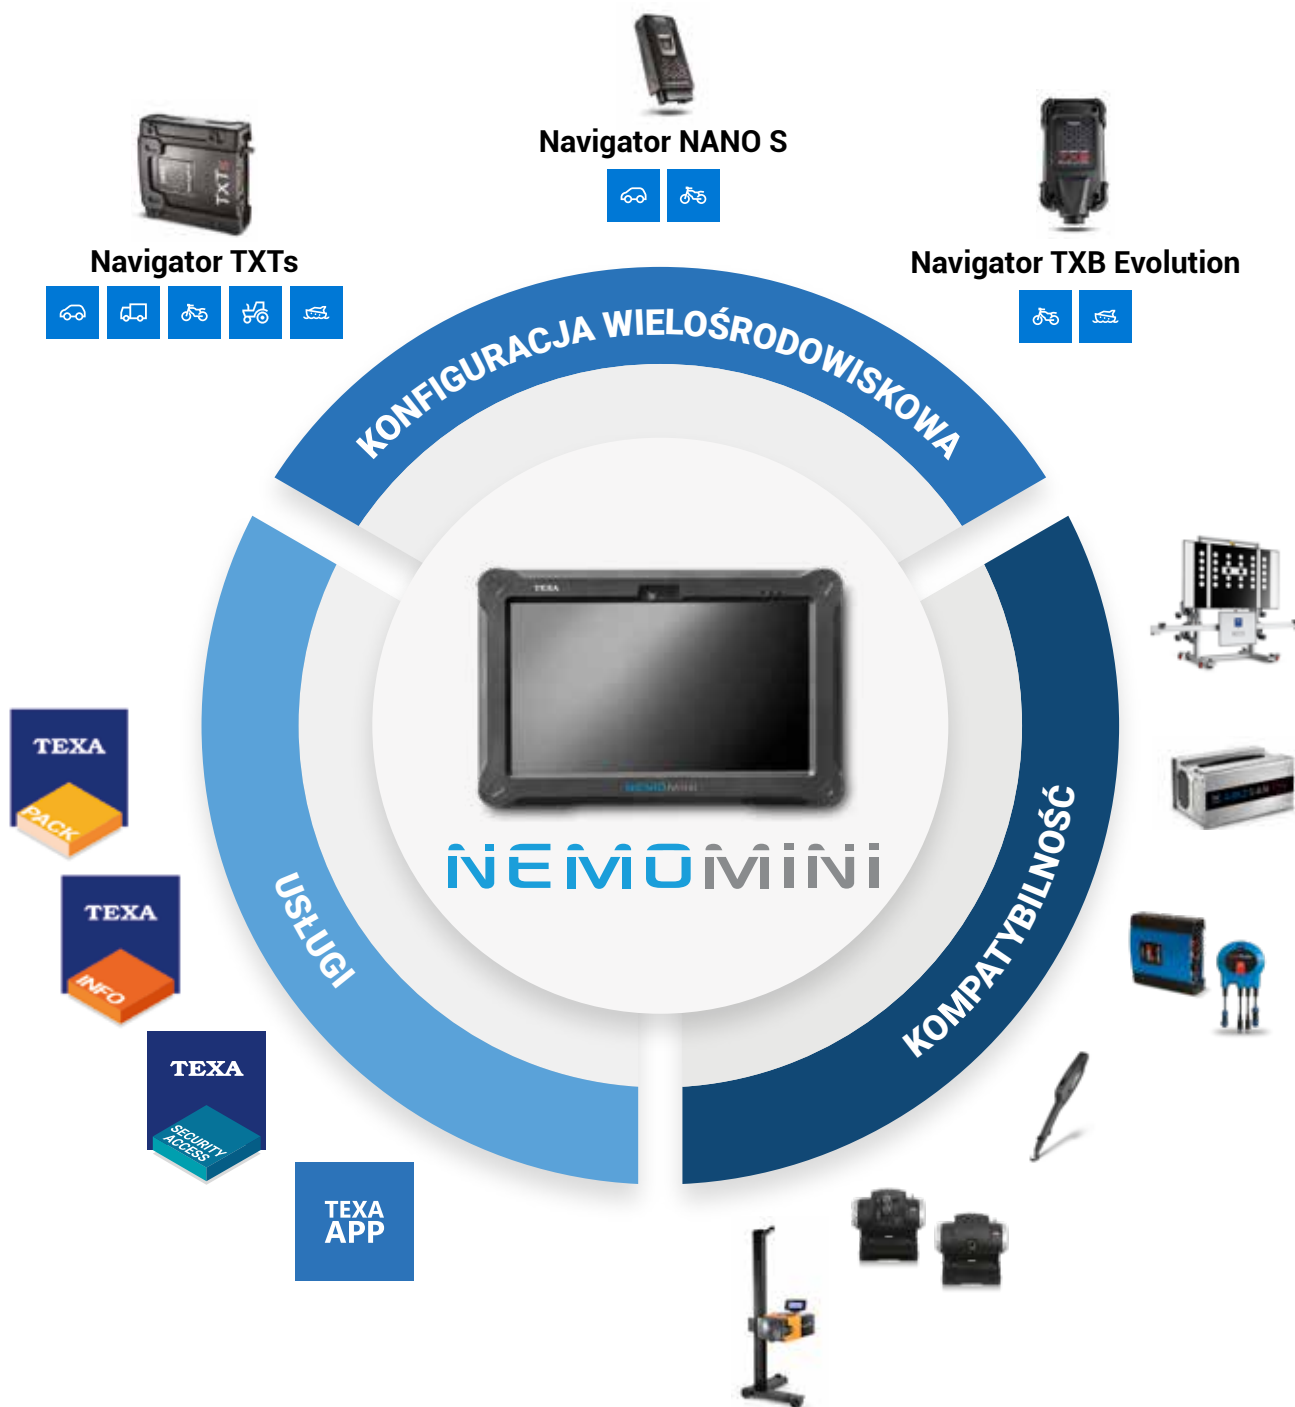 Navigator NANO S
TXTs
Navigator TXTs
Navigator TXB Evolution
KONFIGURACJA WIELOŚRODOWISKOWA
TEXA
NEMOMINI
NEMOMINI
KOMPATYBILNOŚĆ
USŁUGI
TEXA
PACK
TEXA
INFO
TEXA
SECURITY
ACCESS
TEXA
APP